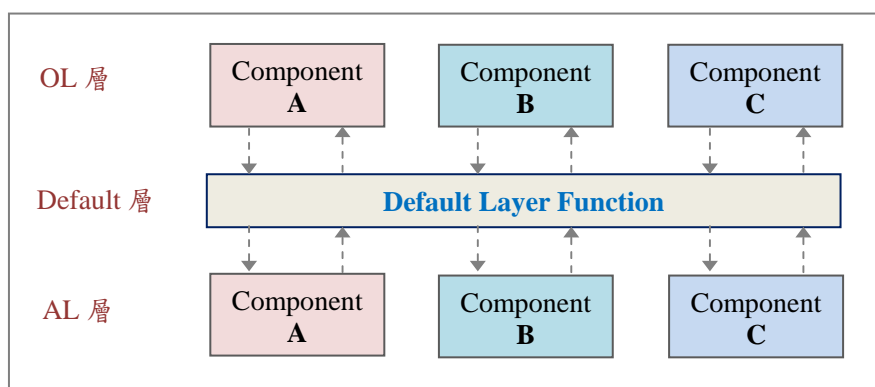 OL 層
Component
A
Component
B
Component
C
Default 層
Default Layer Function
AL 層
Component
A
Component
B
Component
C